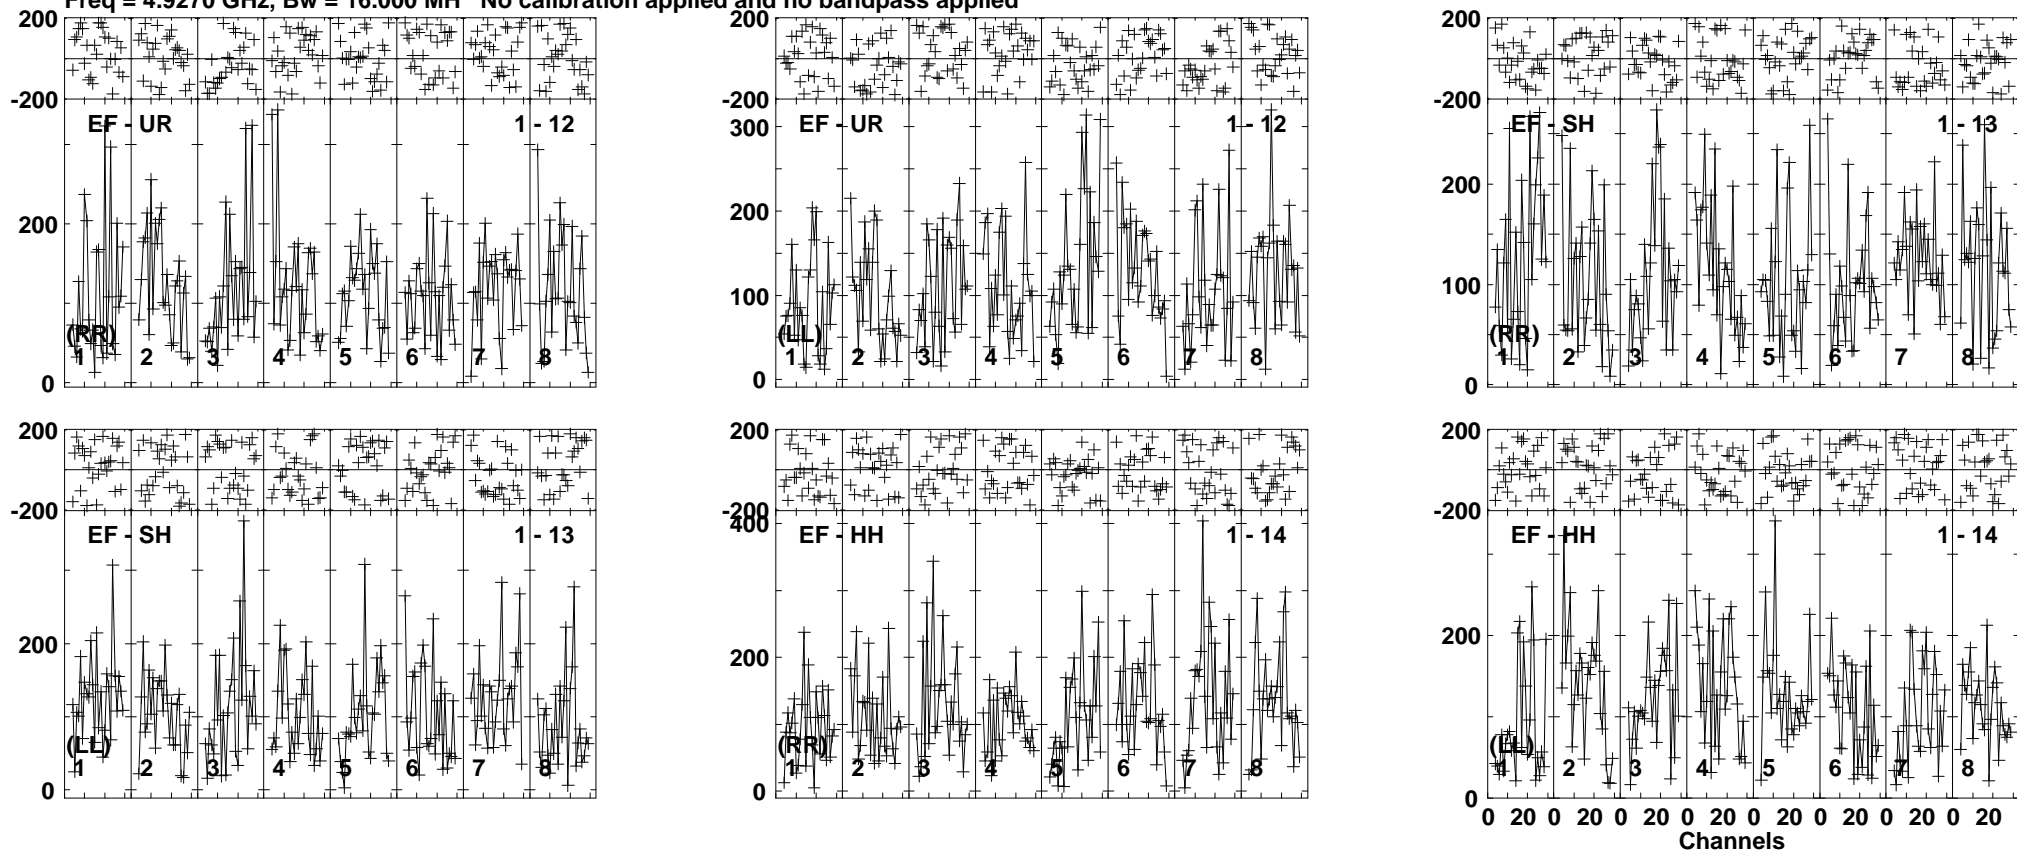 Freq = 4.9270 GHz, Bw = 16.000 MH No calibration applied and no bandpass applied
200 200 200
-200 -200 -200
EF - UR 1 - 12 EF - UR 1 - 12 EF - SH 1 - 13
300
200 200 200
100 100
(RR) (LL) (RR)
1 2 3 4 5 6 7 8 1 2 3 4 5 6 7 8 1 2 3 4 5 6 7 8
0 0 0
200 200 200
-200 -200 -200
400
EF - SH 1 - 13 EF - HH 1 - 14 EF - HH 1 - 14
200 200 200
(LL) (RR) (LL)
1 2 3 4 5 6 7 8 1 2 3 4 5 6 7 8 1 2 3 4 5 6 7 8
0 0 0
0 20 0 20 0 20 0 20 0 20 0 20 0 20 0 20
Channels